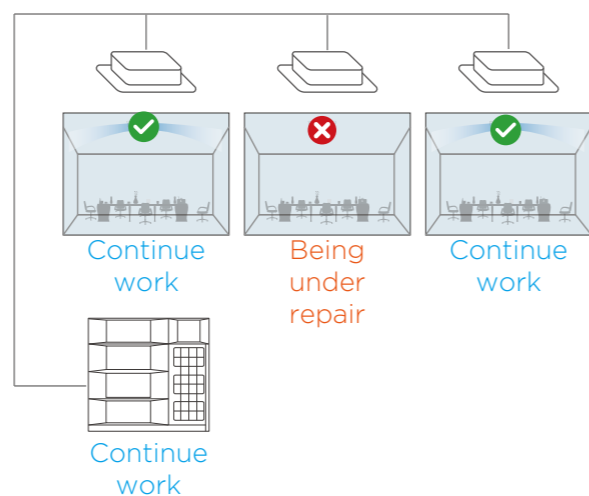 Continue
work
Being
under
repair
Continue
work
Continue
work